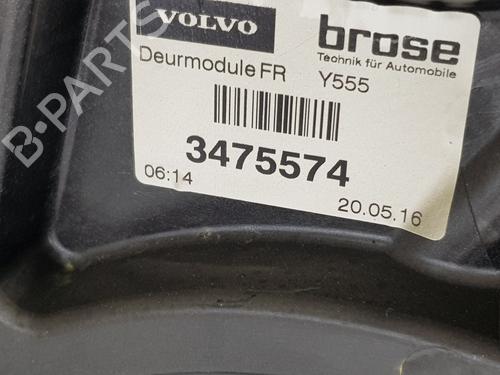 VOLVO
brose
Technik für Automobile
Deurmodule FR
Y555
3475574
06:14
20.05.16
B-PARTS